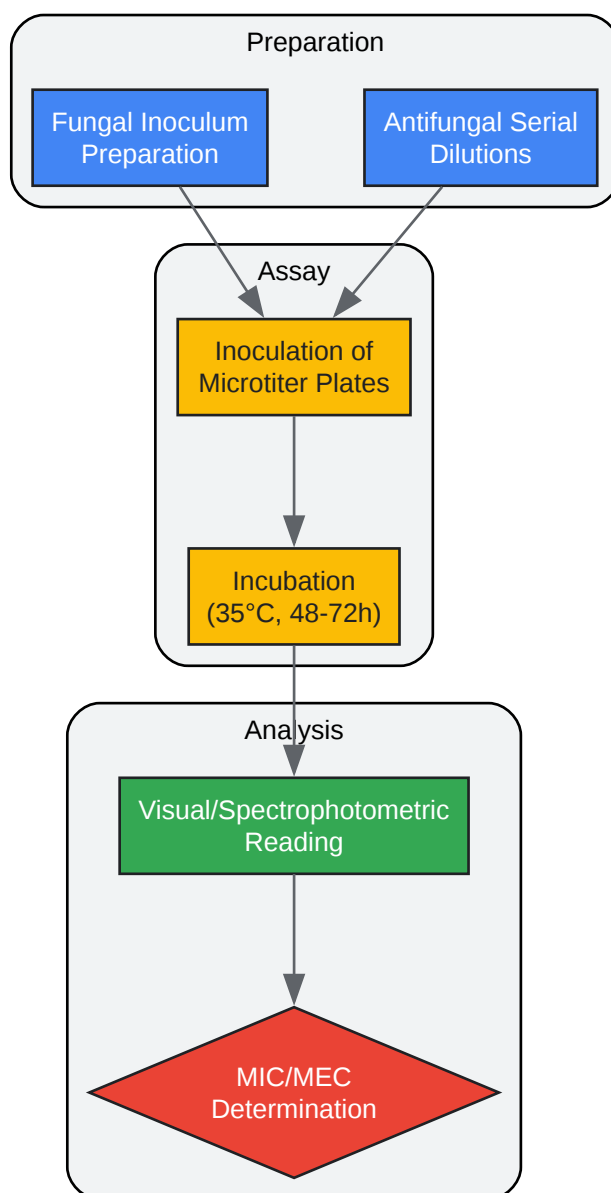 Preparation
Fungal Inoculum
Preparation
Antifungal Serial
Dilutions
Assay
Inoculation of
Microtiter Plates
Incubation
(35°C, 48-72h)
Analysis
Visual/Spectrophotometric
Reading
MIC/MEC
Determination